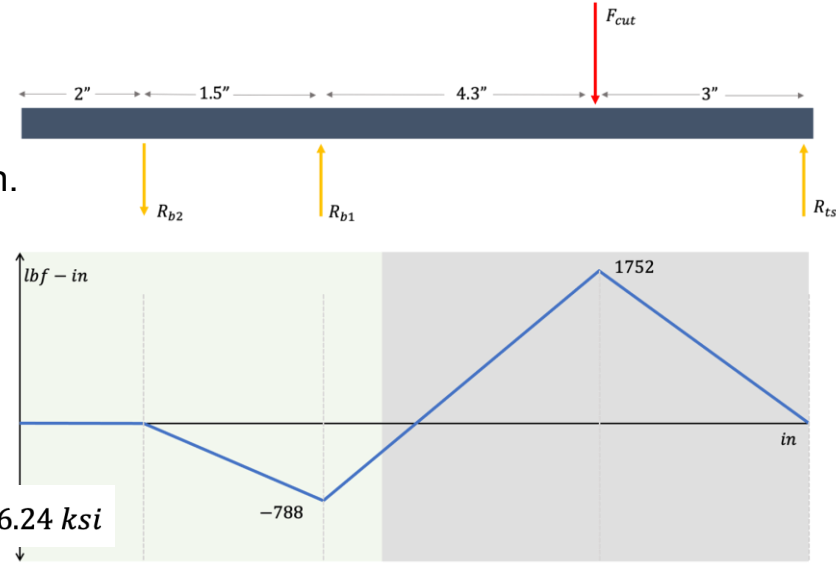 F_cut
2”
1.5”
4.3”
3”
n.
R_b2
R_b1
R_ts
lbf − in
1752
in
−788
6.24 ksi